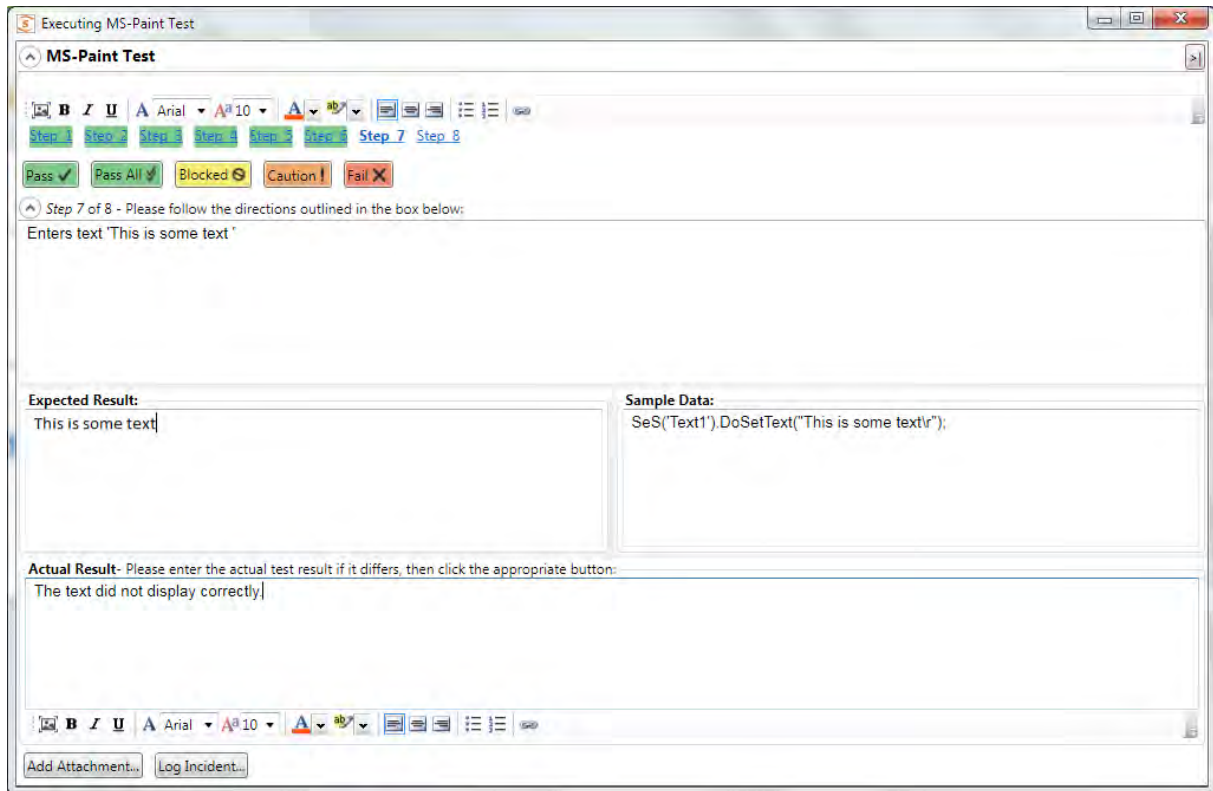 Executing MS-Paint Test
MS-Paint Test
B I U A Arial Aa 10 A ab
Step 1 Step 2 Step 3 Step 4 Step 5 Step 6 Step 7 Step 8
Pass Pass All Blocked Caution ! Fail
Step 7 of 8 - Please follow the directions outlined in the box below:
Enters text 'This is some text '
Expected Result:
This is some text
Sample Data:
SeS('Text1').DoSetText("This is some text\r");
Actual Result- Please enter the actual test result if it differs, then click the appropriate button:
The text did not display correctly.
B I U A Arial Aa 10 A ab
Add Attachment... Log Incident...